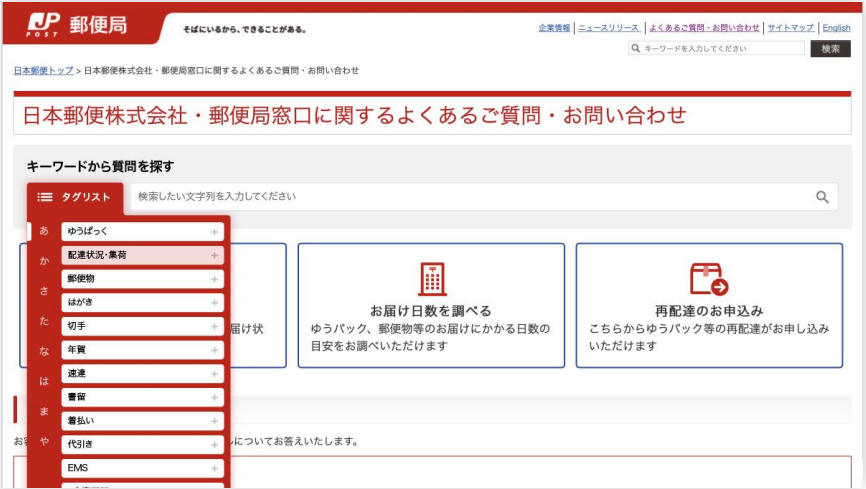 JP POST 郵便局
そばにいるから、できることがある。
企業情報 | ニュースリリース | よくあるご質問・お問い合わせ | サイトマップ | English
キーワードを入力してください 検索
日本郵便トップ > 日本郵便株式会社・郵便局窓口に関するよくあるご質問・お問い合わせ
日本郵便株式会社・郵便局窓口に関するよくあるご質問・お問い合わせ
キーワードから質問を探す
タグリスト 検索したい文字列を入力してください
あ
か
さ
た
な
は
ま
や
ゆうぱっく
配達状況・集荷
郵便物
はがき
切手
年賀
速達
書留
着払い
代引き
EMS
届け状
お届け日数を調べる
ゆうパック、郵便物等のお届けにかかる日数の
目安をお調べいただけます
再配達のお申込み
こちらからゆうパック等の再配達がお申し込み
いただけます
についてお答えいたします。